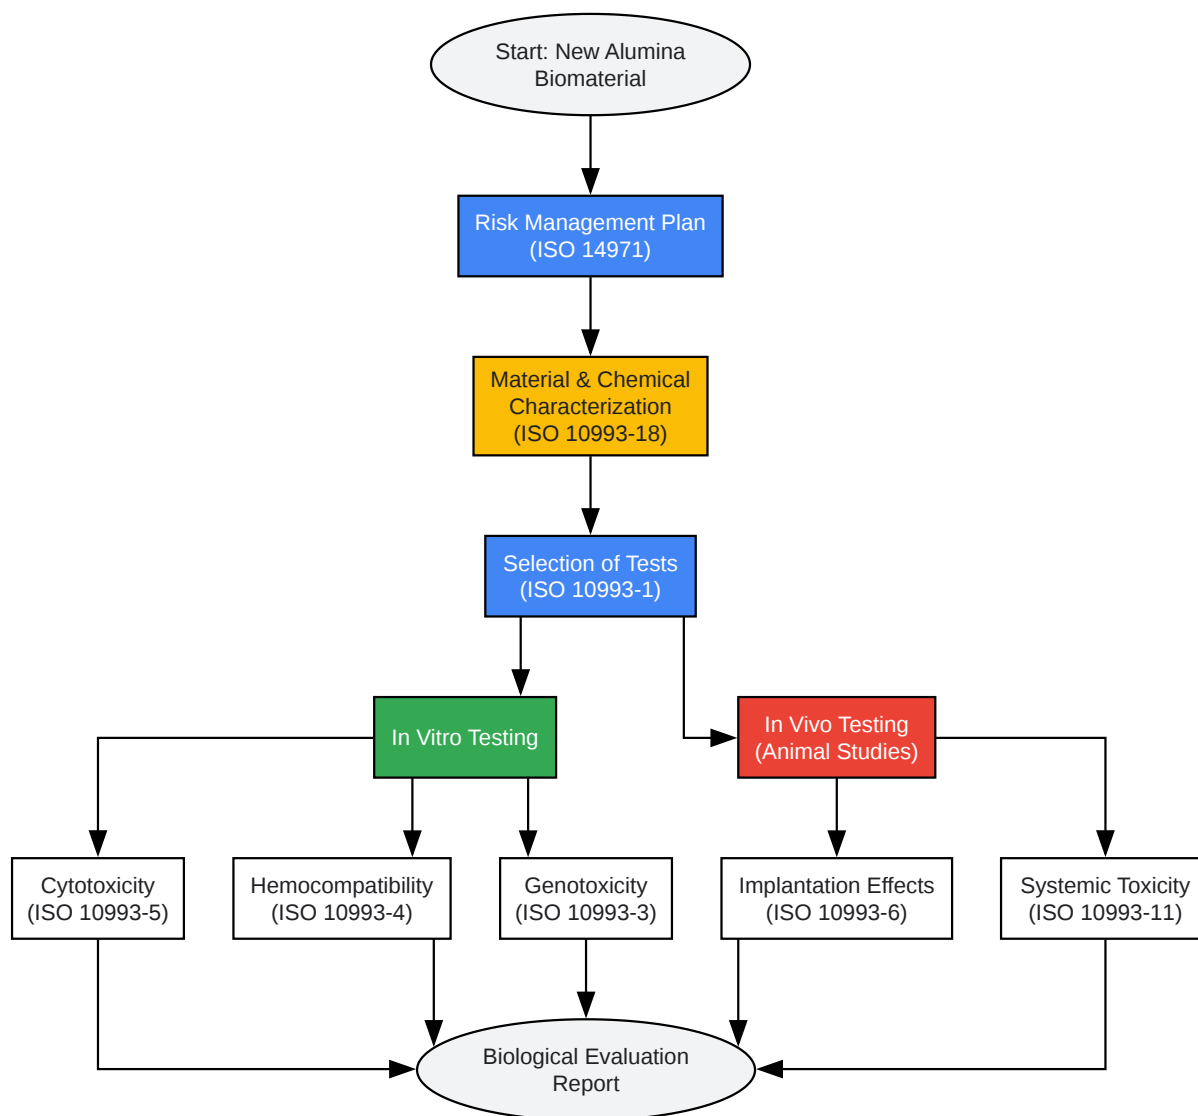 Start: New Alumina
Biomaterial
Risk Management Plan
(ISO 14971)
Material & Chemical
Characterization
(ISO 10993-18)
Selection of Tests
(ISO 10993-1)
In Vitro Testing
In Vivo Testing
(Animal Studies)
Cytotoxicity
(ISO 10993-5)
Hemocompatibility
(ISO 10993-4)
Genotoxicity
(ISO 10993-3)
Implantation Effects
(ISO 10993-6)
Systemic Toxicity
(ISO 10993-11)
Biological Evaluation
Report